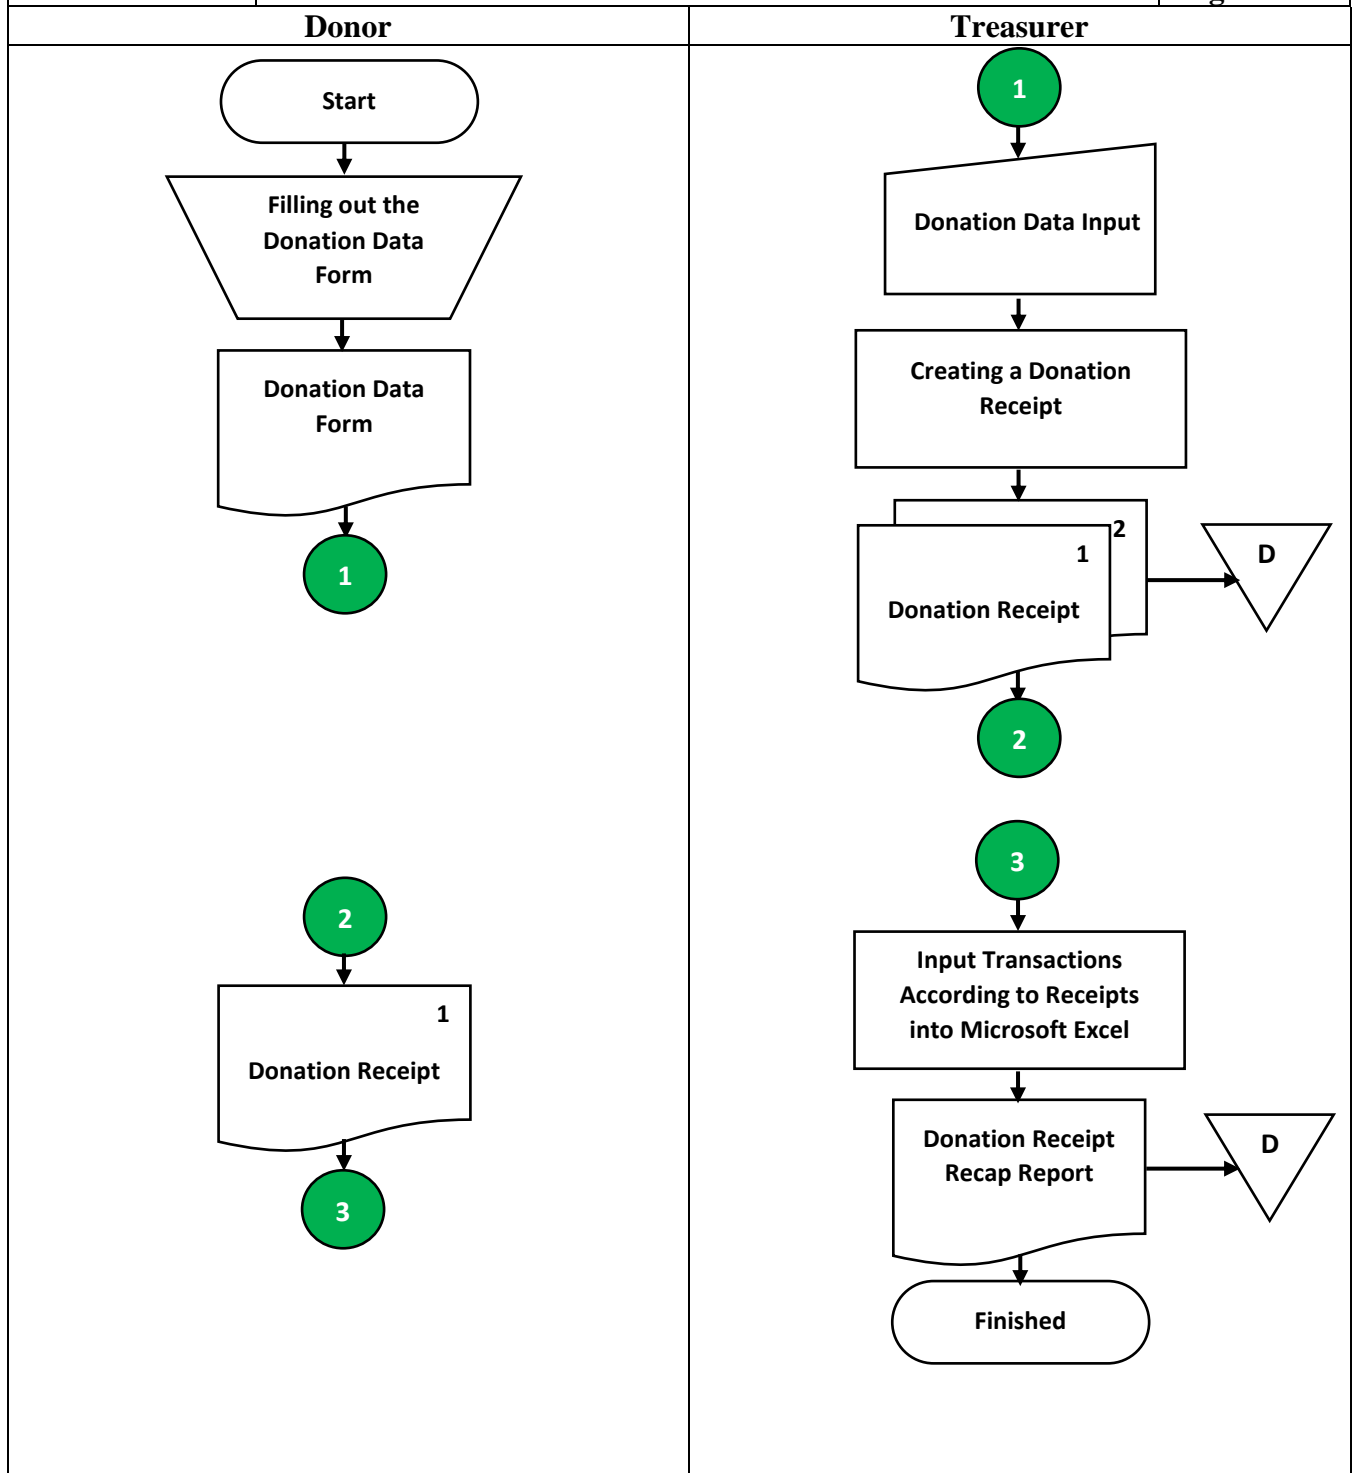 Donor
Treasurer
Start
Filling out the
Donation Data
Form
Donation Data
Form
1
2
1
Donation Receipt
3
1
Donation Data Input
Creating a Donation
Receipt
2
1
Donation Receipt
D
2
3
Input Transactions
According to Receipts
into Microsoft Excel
Donation Receipt
Recap Report
D
Finished